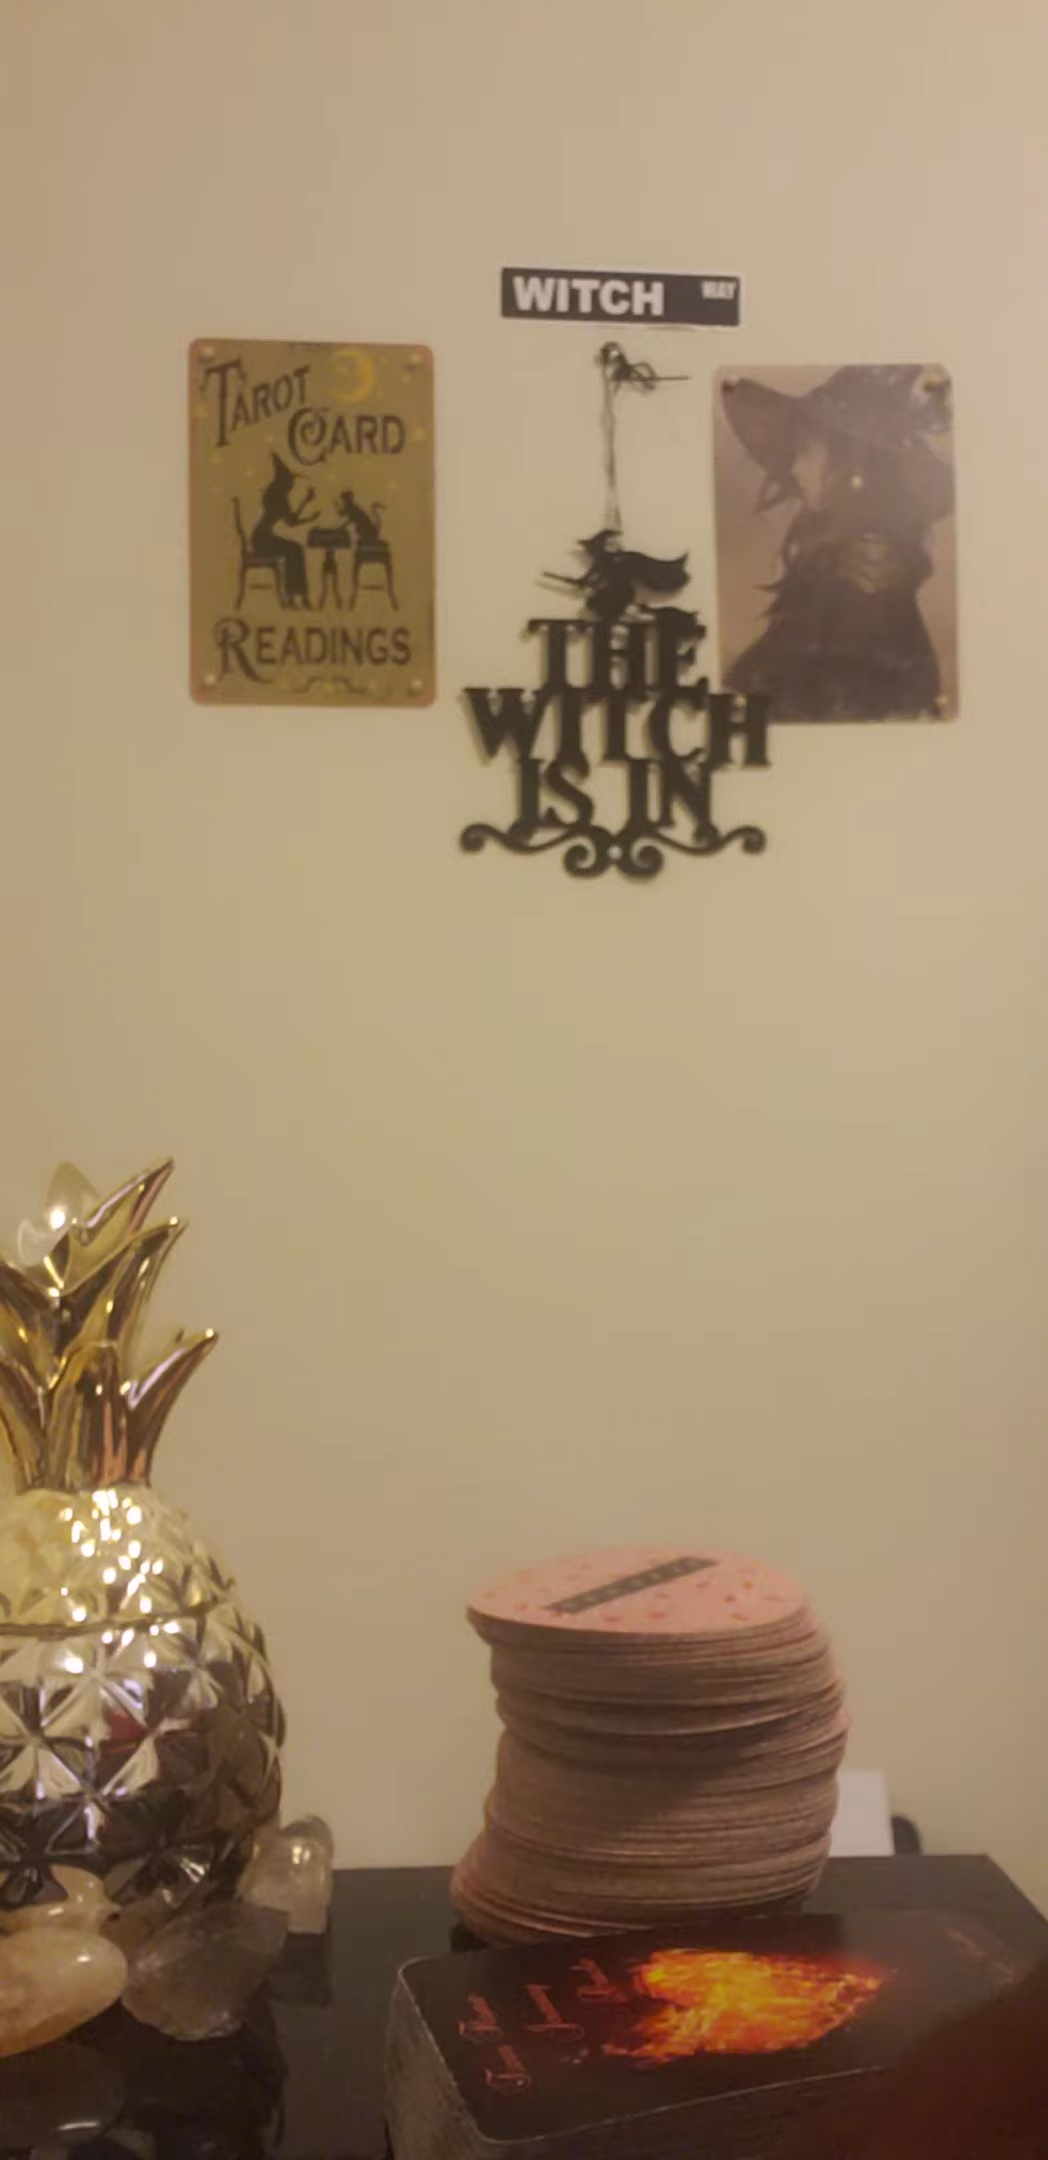 WITCH WAY
TAROT
CARD
READINGS
THE
WITCH
IS IN